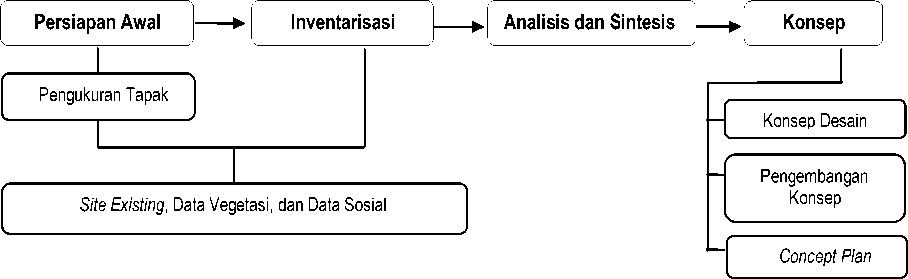 Persiapan Awal
Inventarisasi
Analisis dan Sintesis
Konsep
Pengukuran Tapak
Site Existing, Data Vegetasi, dan Data Sosial
Konsep Desain
Pengembangan
Konsep
Concept Plan